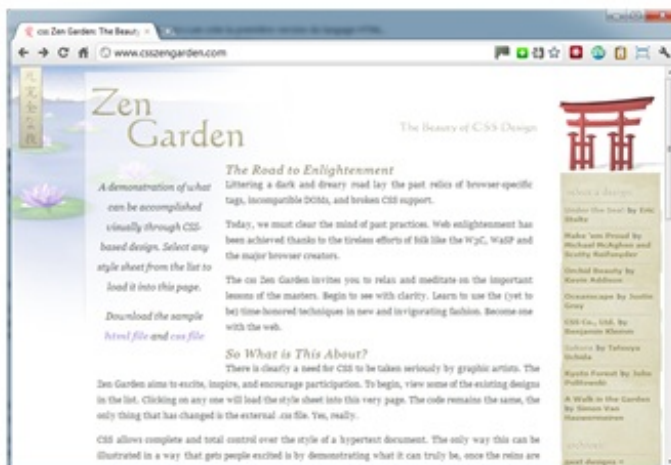 css Zen Garden: The Beauty
www.csszengarden.com
Zen
Garden
The Beauty of CSS Design
A demonstration of what
can be accomplished
visually through CSS-
based design. Select any
style sheet from the list to
load it into this page.
Download the sample
html file and css file
The Road to Enlightenment
Littering a dark and dreary road lay the past relics of browser-specific
tags, incompatible DOMs, and broken CSS support.
Today, we must clear the mind of past practices. Web enlightenment has
been achieved thanks to the tireless efforts of folk like the W3C, WaSP and
the major browser creators.
The css Zen Garden invites you to relax and meditate on the important
lessons of the masters. Begin to see with clarity. Learn to use the (yet to
be) time-honored techniques in new and invigorating fashion. Become one
with the web.
So What is This About?
There is clearly a need for CSS to be taken seriously by graphic artists. The
Zen Garden aims to excite, inspire, and encourage participation. To begin, view some of the existing designs
in the list. Clicking on any one will load the style sheet into this very page. The code remains the same, the
only thing that has changed is the external .css file. Yes, really.
CSS allows complete and total control over the style of a hypertext document. The only way this can be
illustrated in a way that gets people excited is by demonstrating what it can truly be, once the reins are
select a design:
Under the Sea! by Eric
Stoltz
Make 'em Proud by
Michael McAghon and
Scotty Reifsnyder
Orchid Beauty by
Kevin Addison
Oceanscape by Justin
Gray
CSS Co., Ltd. by
Benjamin Klemm
Sakura by Tatsuya
Uchida
Kyoto Forest by John
Politowski
A Walk in the Garden
by Simon Van
Hauwermeiren
archives:
next designs »